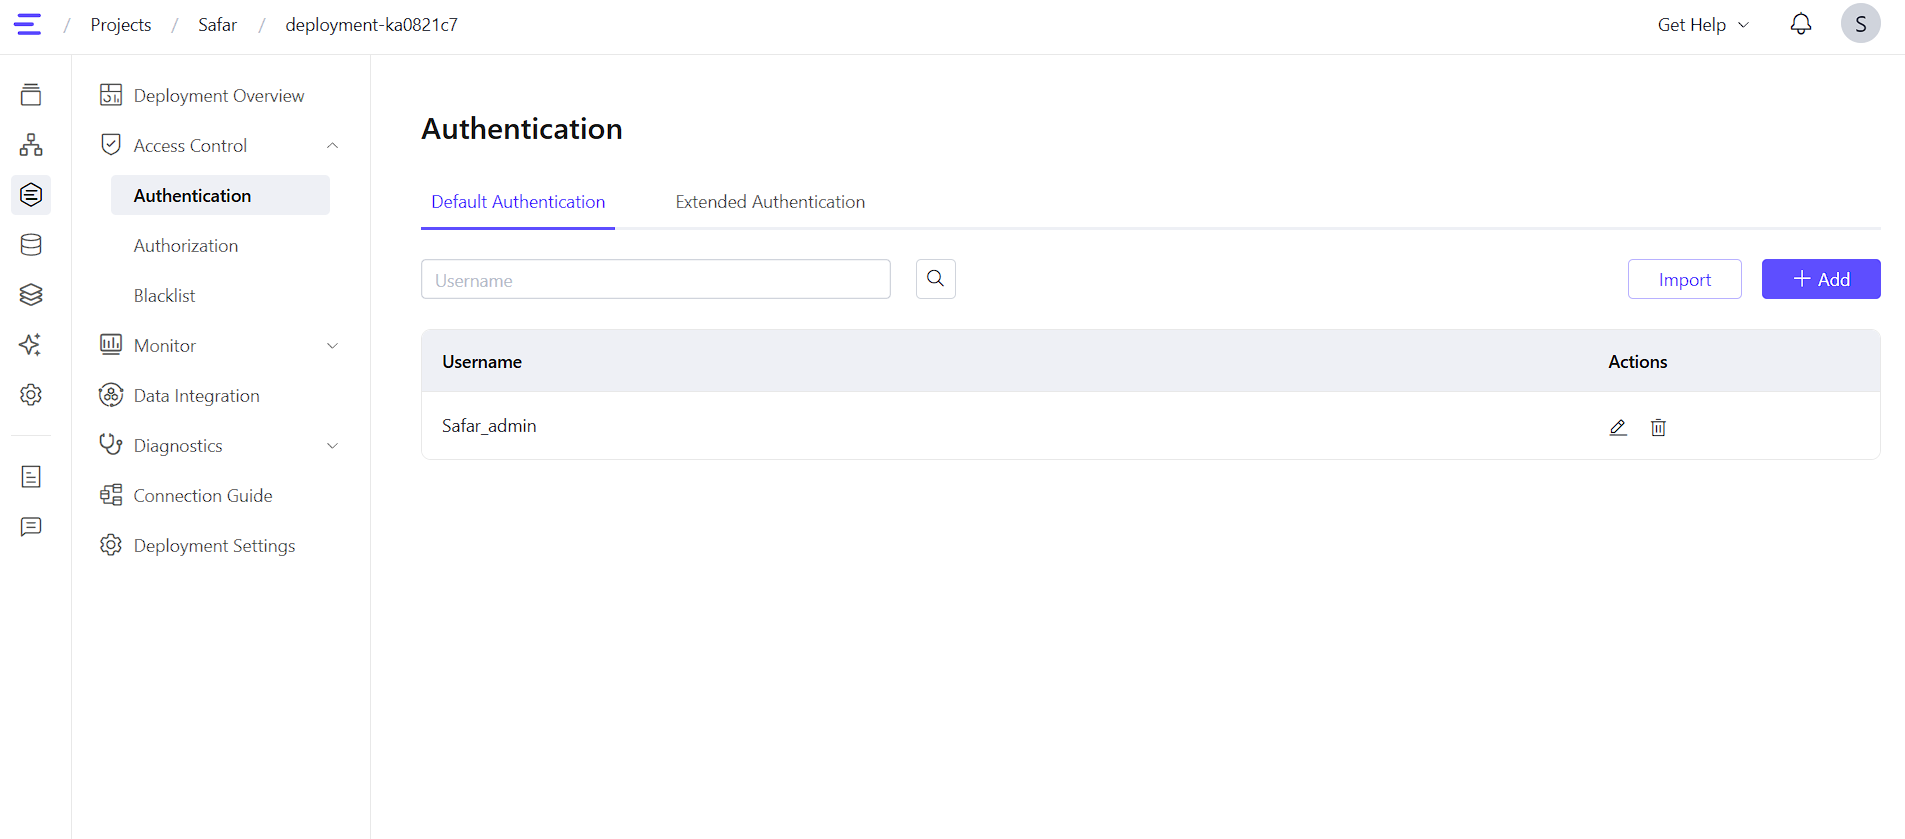 / Projects / Safar / deployment-ka0821c7
Get Help
S
Deployment Overview
Access Control
Authentication
Authorization
Blacklist
Monitor
Data Integration
Diagnostics
Connection Guide
Deployment Settings
Authentication
Default Authentication
Extended Authentication
Username
Import
+ Add
Username
Actions
Safar_admin